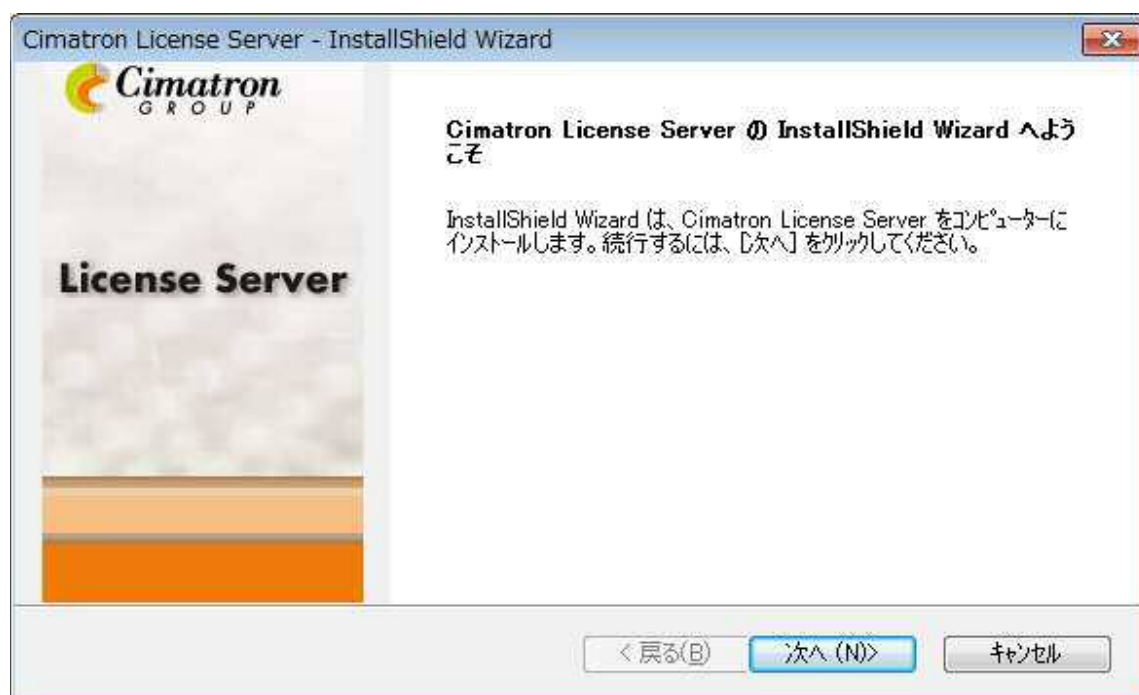 Cimatron License Server - InstallShield Wizard
Cimatron
GROUP
License Server
Cimatron License Server の InstallShield Wizard へよう
こそ
InstallShield Wizard は、Cimatron License Server をコンピューターに
インストールします。続行するには、[次へ] をクリックしてください。
< 戻る(B)
次へ (N)>
キャンセル